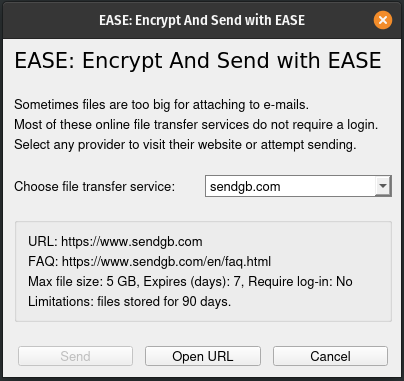 EASE: Encrypt And Send with EASE
EASE: Encrypt And Send with EASE
Sometimes files are too big for attaching to e-mails.
Most of these online file transfer services do not require a login.
Select any provider to visit their website or attempt sending.
Choose file transfer service: sendgb.com
URL: https://www.sendgb.com
FAQ: https://www.sendgb.com/en/faq.html
Max file size: 5 GB, Expires (days): 7, Require log-in: No
Limitations: files stored for 90 days.
Send Open URL Cancel